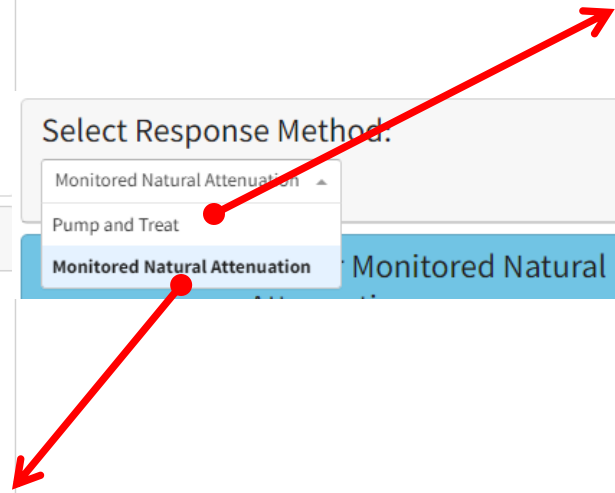 Select Response Method:
Monitored Natural Attenuation
Pump and Treat
Monitored Natural Attenuation
Monitored Natural